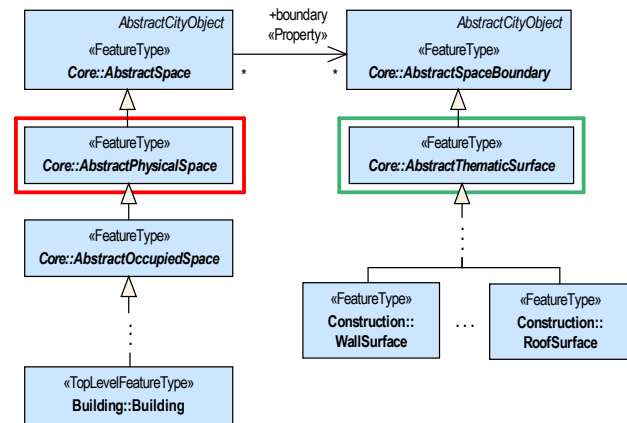 AbstractCityObject
«FeatureType»
Core::AbstractSpace
+boundary
«Property»
*
*
AbstractCityObject
«FeatureType»
Core::AbstractSpaceBoundary
«FeatureType»
Core::AbstractPhysicalSpace
«FeatureType»
Core::AbstractThematicSurface
«FeatureType»
Core::AbstractOccupiedSpace
«FeatureType»
Construction::
WallSurface
...
«FeatureType»
Construction::
RoofSurface
«TopLevelFeatureType»
Building::Building